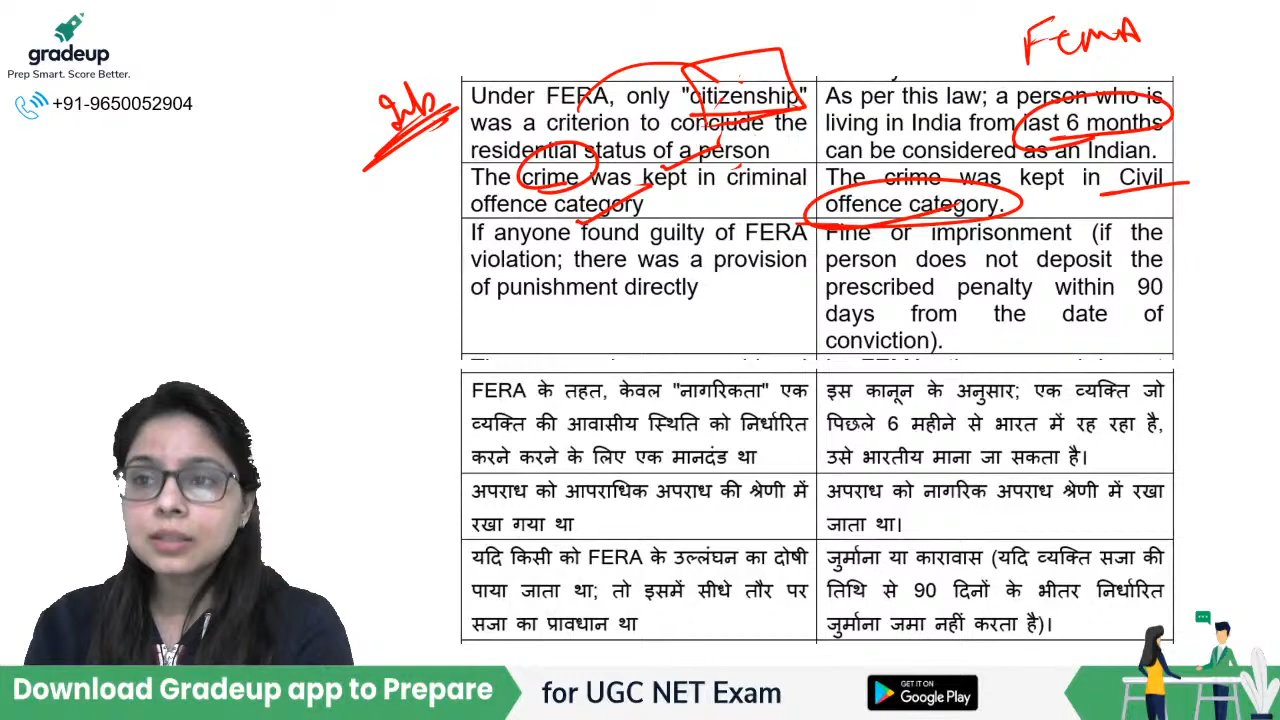 gradeup
Prep Smart. Score Better.
+91-9650052904
FEMA
Under FERA, only "citizenship"
was a criterion to conclude the
residential status of a person
As per this law; a person who is
living in India from last 6 months
can be considered as an Indian.
The crime was kept in criminal
offence category
The crime was kept in Civil
offence category.
If anyone found guilty of FERA
violation; there was a provision
of punishment directly
Fine or imprisonment (if the
person does not deposit the
prescribed penalty within 90
days from the date of
conviction).
FERA के तहत, केवल "नागरिकता" एक
व्यक्ति की आवासीय स्थिति को निर्धारित
करने करने के लिए एक मानदंड था
इस कानून के अनुसार; एक व्यक्ति जो
पिछले 6 महीने से भारत में रह रहा है,
उसे भारतीय माना जा सकता है।
अपराध को आपराधिक अपराध की श्रेणी में
रखा गया था
अपराध को नागरिक अपराध श्रेणी में रखा
जाता था।
यदि किसी को FERA के उल्लंघन का दोषी
पाया जाता था; तो इसमें सीधे तौर पर
सजा का प्रावधान था
जुर्माना या कारावास (यदि व्यक्ति सजा की
तिथि से 90 दिनों के भीतर निर्धारित
जुर्माना जमा नहीं करता है)।
Download Gradeup app to Prepare
for UGC NET Exam
GET IT ON
Google Play